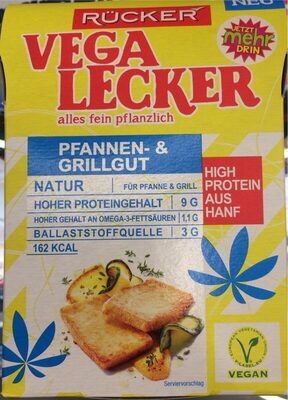 NEU
RÜCKER
JETZT
mehr
DRIN
VEGA
LECKER
alles fein pflanzlich
PFANNEN- &
GRILLGUT
NATUR FÜR PFANNE & GRILL
HOHER PROTEINGEHALT 9 G
HOHER GEHALT AN OMEGA-3-FETTSÄUREN 1,1 G
BALLASTSTOFFQUELLE 3 G
162 KCAL
HIGH
PROTEIN
AUS
HANF
VEGAN
Serviervorschlag